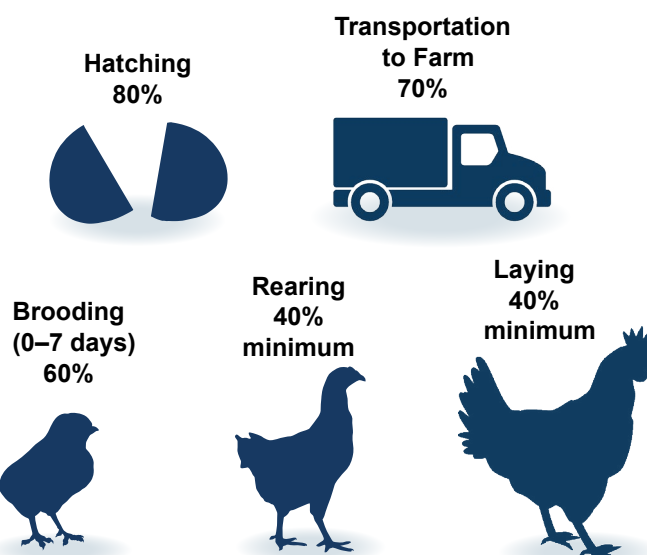 Hatching
80%
Transportation
to Farm
70%
Brooding
(0–7 days)
60%
Rearing
40%
minimum
Laying
40%
minimum